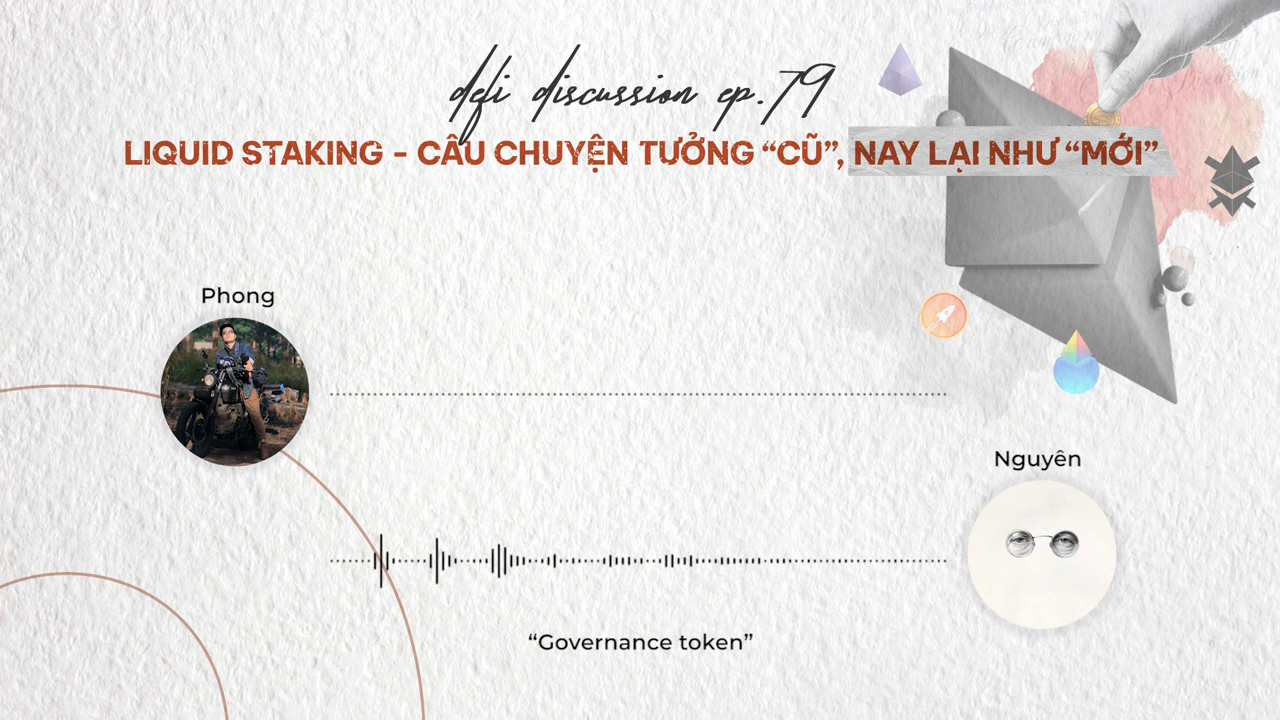 defi discussion ep.79
LIQUID STAKING - CÂU CHUYỆN TƯỞNG “CŨ”, NAY LẠI NHƯ “MỚI”
Phong
Nguyên
“Governance token”